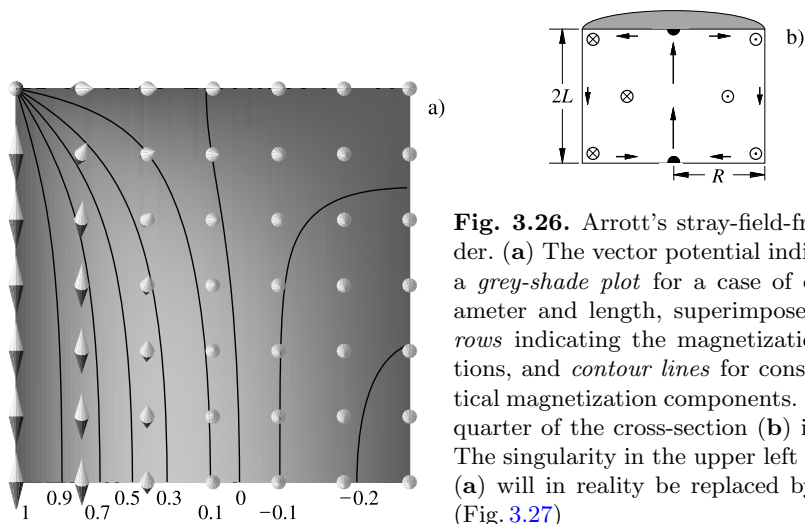 b)
a)
2L
R
Fig. 3.26. Arrott's stray-field-fr
der. (a) The vector potential indi
a grey-shade plot for a case of
ameter and length, superimpose
rows indicating the magnetizatio
tions, and contour lines for cons
tical magnetization components.
quarter of the cross-section (b) i
The singularity in the upper left
(a) will in reality be replaced by
(Fig. 3.27)
0.9 0.5 0.3 0 −0.2
1 0.7 0.1 −0.1